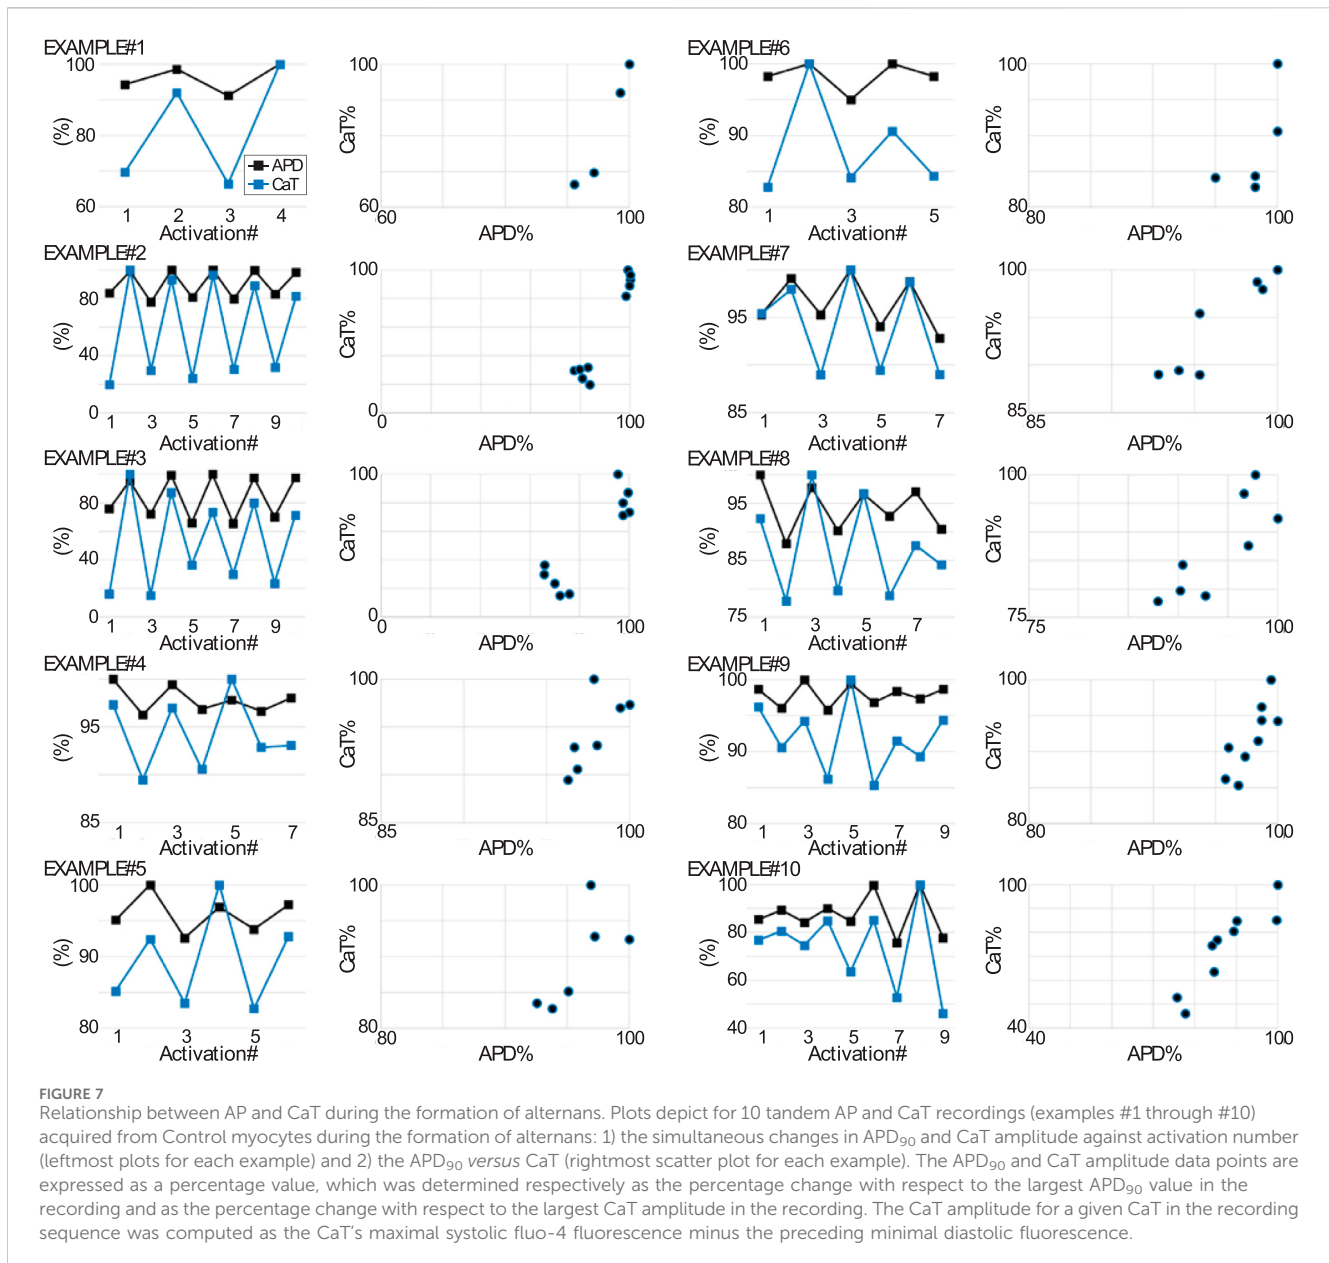 EXAMPLE#1
100
80
60
(%)
APD
CaT
1 2 3 4
Activation#
100
60
CaT%
60 100
APD%
EXAMPLE#2
80
40
0
(%)
1 3 5 7 9
Activation#
100
0
CaT%
0 100
APD%
EXAMPLE#3
80
40
0
(%)
1 3 5 7 9
Activation#
100
0
CaT%
0 100
APD%
EXAMPLE#4
95
85
(%)
1 3 5 7
Activation#
100
85
CaT%
85 100
APD%
EXAMPLE#5
100
90
80
(%)
1 3 5
Activation#
100
80
CaT%
80 100
APD%
EXAMPLE#6
100
90
80
(%)
1 3 5
Activation#
100
80
CaT%
80 100
APD%
EXAMPLE#7
95
85
(%)
1 3 5 7
Activation#
100
85
CaT%
85 100
APD%
EXAMPLE#8
95
85
75
(%)
1 3 5 7
Activation#
100
75
CaT%
75 100
APD%
EXAMPLE#9
100
90
80
(%)
1 3 5 7 9
Activation#
100
80
CaT%
80 100
APD%
EXAMPLE#10
100
80
60
40
(%)
1 3 5 7 9
Activation#
100
40
CaT%
40 100
APD%
FIGURE 7
Relationship between AP and CaT during the formation of alternans. Plots depict for 10 tandem AP and CaT recordings (examples #1 through #10)
acquired from Control myocytes during the formation of alternans: 1) the simultaneous changes in APD₉₀ and CaT amplitude against activation number
(leftmost plots for each example) and 2) the APD₉₀ versus CaT (rightmost scatter plot for each example). The APD₉₀ and CaT amplitude data points are
expressed as a percentage value, which was determined respectively as the percentage change with respect to the largest APD₉₀ value in the
recording and as the percentage change with respect to the largest CaT amplitude in the recording. The CaT amplitude for a given CaT in the recording
sequence was computed as the CaT’s maximal systolic fluo-4 fluorescence minus the preceding minimal diastolic fluorescence.